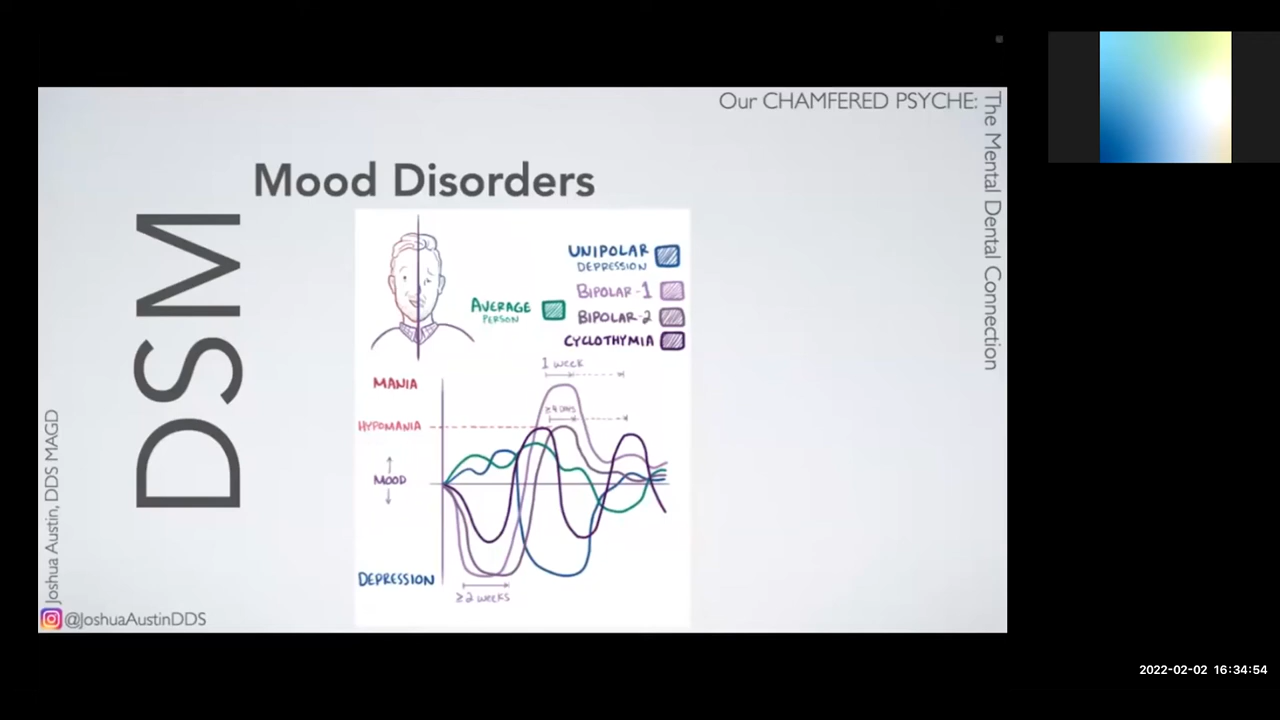 Our CHAMFERED PSYCHE:
The Mental Dental Connection
Mood Disorders
DSM
UNIPOLAR
DEPRESSION
BIPOLAR-1
AVERAGE
PERSON
BIPOLAR-2
CYCLOTHYMIA
1 WEEK
MANIA
≥4 DAYS
HYPOMANIA
MOOD
DEPRESSION
≥2 WEEKS
Joshua Austin, DDS MAGD
@JoshuaAustinDDS
2022-02-02 16:34:54